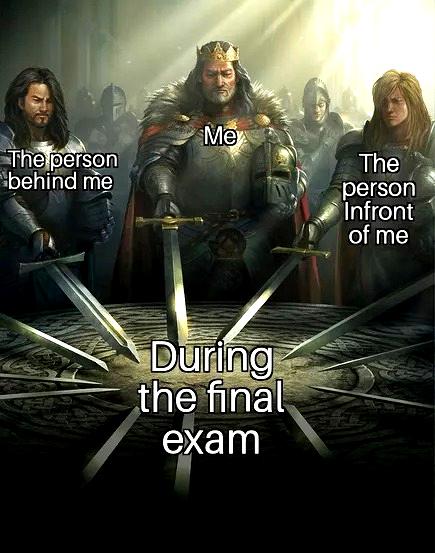 Me
The person
behind me
The
person
Infront
of me
During
the final
exam